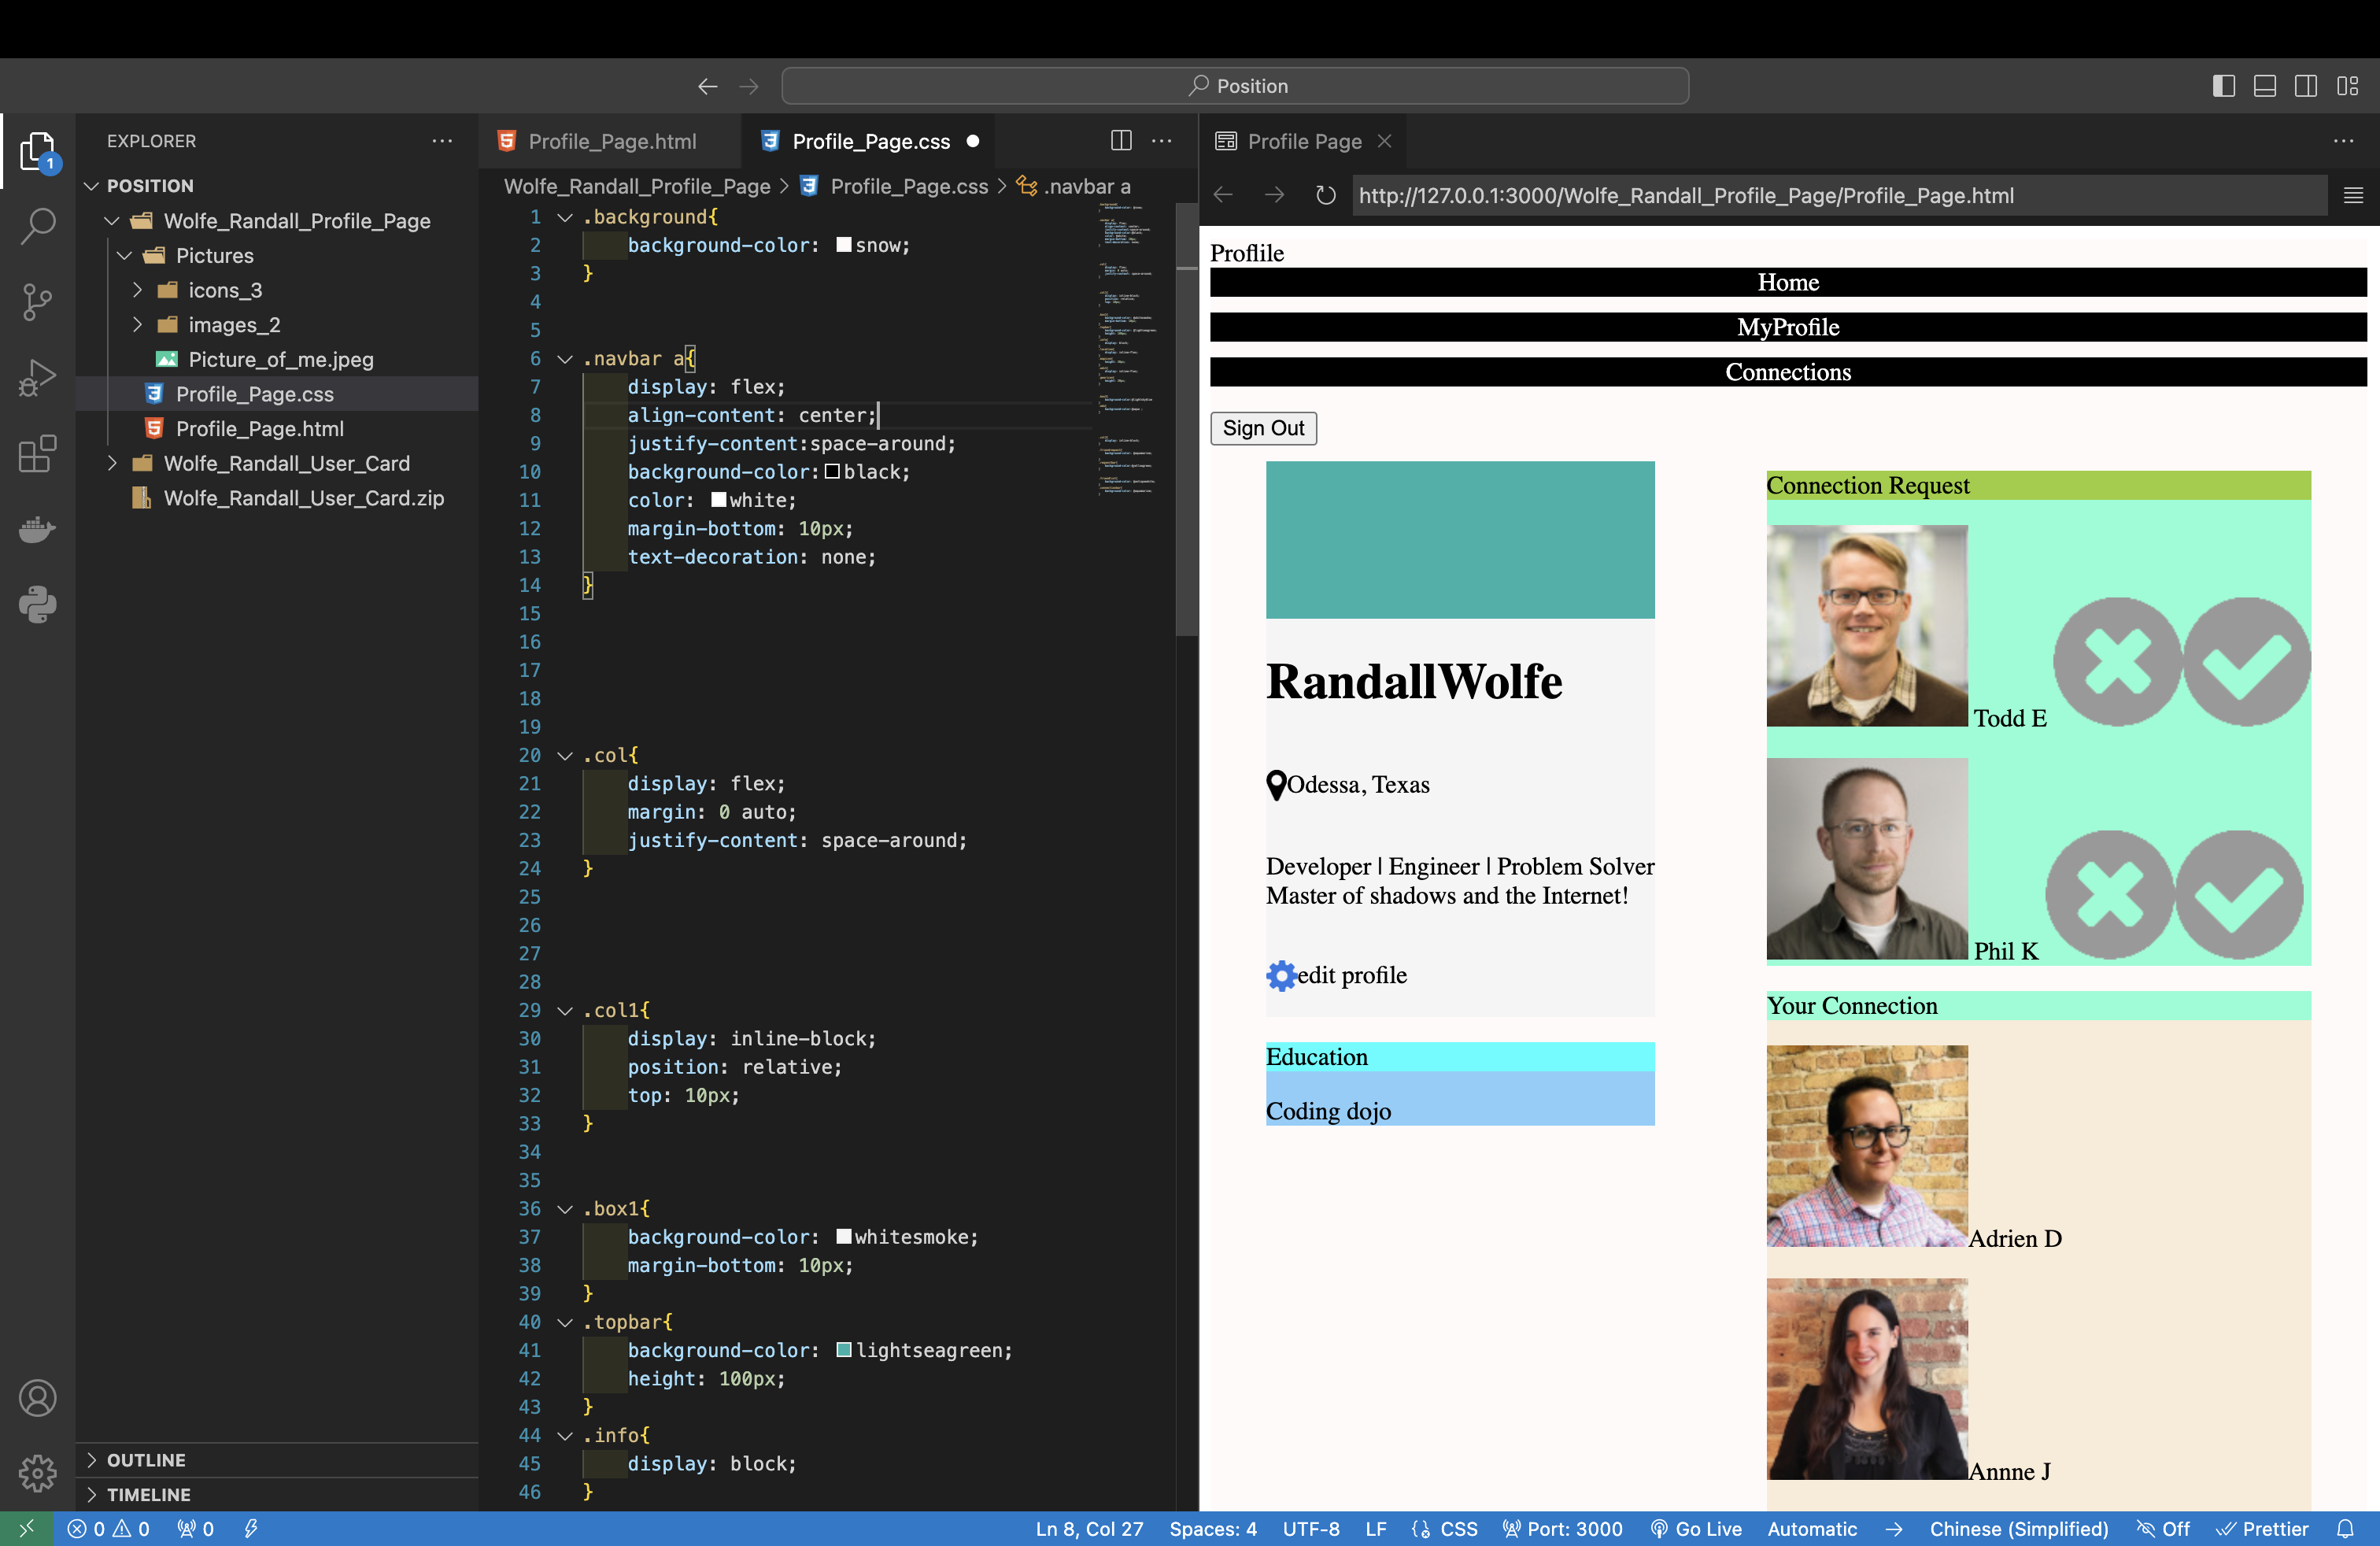 Position
EXPLORER
POSITION
Wolfe_Randall_Profile_Page
Pictures
icons_3
images_2
Picture_of_me.jpeg
Profile_Page.css
Profile_Page.html
Wolfe_Randall_User_Card
Wolfe_Randall_User_Card.zip
OUTLINE
TIMELINE
Profile_Page.html
Profile_Page.css
Wolfe_Randall_Profile_Page > Profile_Page.css > .navbar a
1 .background{
2 background-color: snow;
3 }
4
5
6 .navbar a{
7 display: flex;
8 align-content: center;
9 justify-content:space-around;
10 background-color:black;
11 color: white;
12 margin-bottom: 10px;
13 text-decoration: none;
14 }
15
16
17
18
19
20 .col{
21 display: flex;
22 margin: 0 auto;
23 justify-content: space-around;
24 }
25
26
27
28
29 .col1{
30 display: inline-block;
31 position: relative;
32 top: 10px;
33 }
34
35
36 .box1{
37 background-color: whitesmoke;
38 margin-bottom: 10px;
39 }
40 .topbar{
41 background-color: lightseagreen;
42 height: 100px;
43 }
44 .info{
45 display: block;
46 }
Profile Page
http://127.0.0.1:3000/Wolfe_Randall_Profile_Page/Profile_Page.html
Proflile
Home
MyProfile
Connections
Sign Out
RandallWolfe
Odessa, Texas
Developer | Engineer | Problem Solver
Master of shadows and the Internet!
edit profile
Education
Coding dojo
Connection Request
Todd E
Phil K
Your Connection
Adrien D
Annne J
1
0 0 0
Ln 8, Col 27 Spaces: 4 UTF-8 LF CSS Port: 3000 Go Live Automatic Chinese (Simplified) Off Prettier